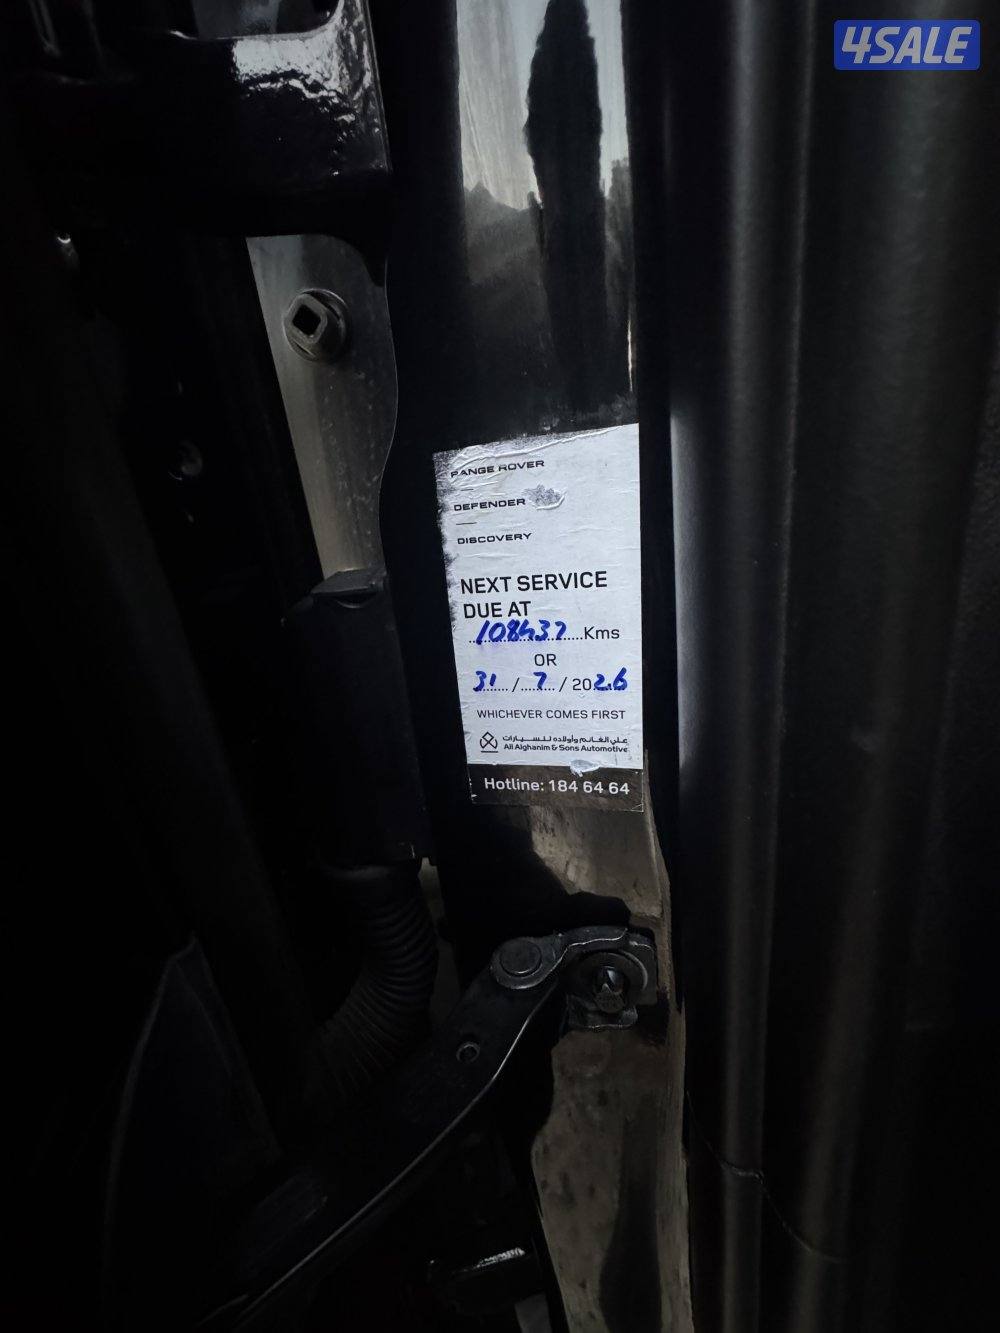 4SALE
RANGE ROVER
DEFENDER
DISCOVERY
NEXT SERVICE
DUE AT
108437 Kms
OR
31 / 7 / 2026
WHICHEVER COMES FIRST
علي الغانم وأولاده للسيارات
Ali Alghanim & Sons Automotive
Hotline: 184 64 64